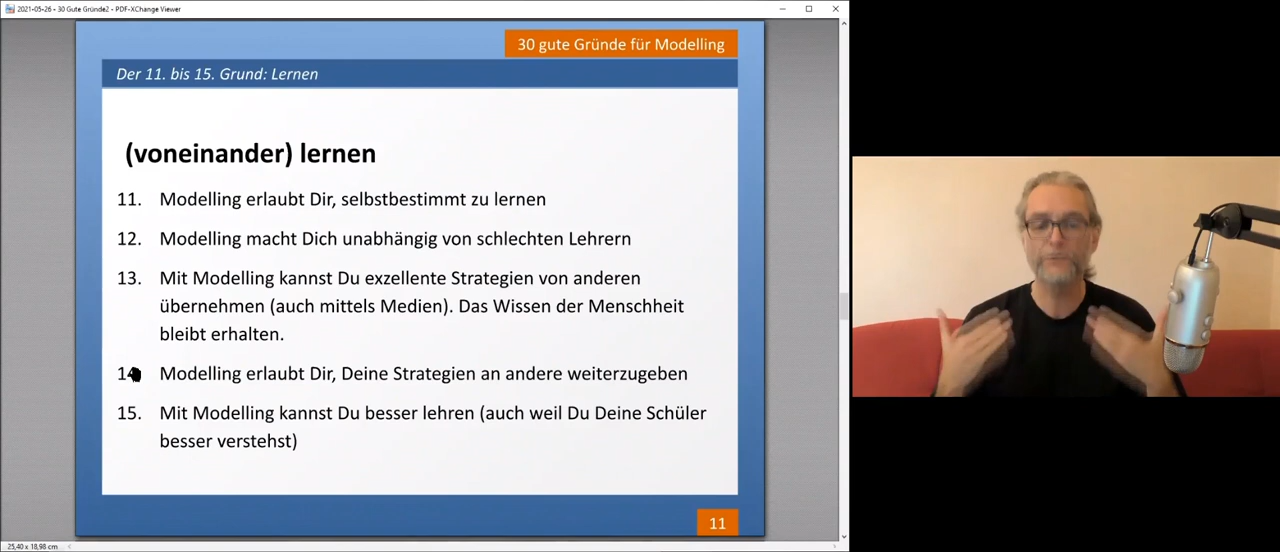 2021-05-26 • 30 Gute Gründe2 - PDF-XChange Viewer
30 gute Gründe für Modelling
Der 11. bis 15. Grund: Lernen
(voneinander) lernen
11. Modelling erlaubt Dir, selbstbestimmt zu lernen
12. Modelling macht Dich unabhängig von schlechten Lehrern
13. Mit Modelling kannst Du exzellente Strategien von anderen
übernehmen (auch mittels Medien). Das Wissen der Menschheit
bleibt erhalten.
14 Modelling erlaubt Dir, Deine Strategien an andere weiterzugeben
15. Mit Modelling kannst Du besser lehren (auch weil Du Deine Schüler
besser verstehst)
11
25,40 x 18,98 cm